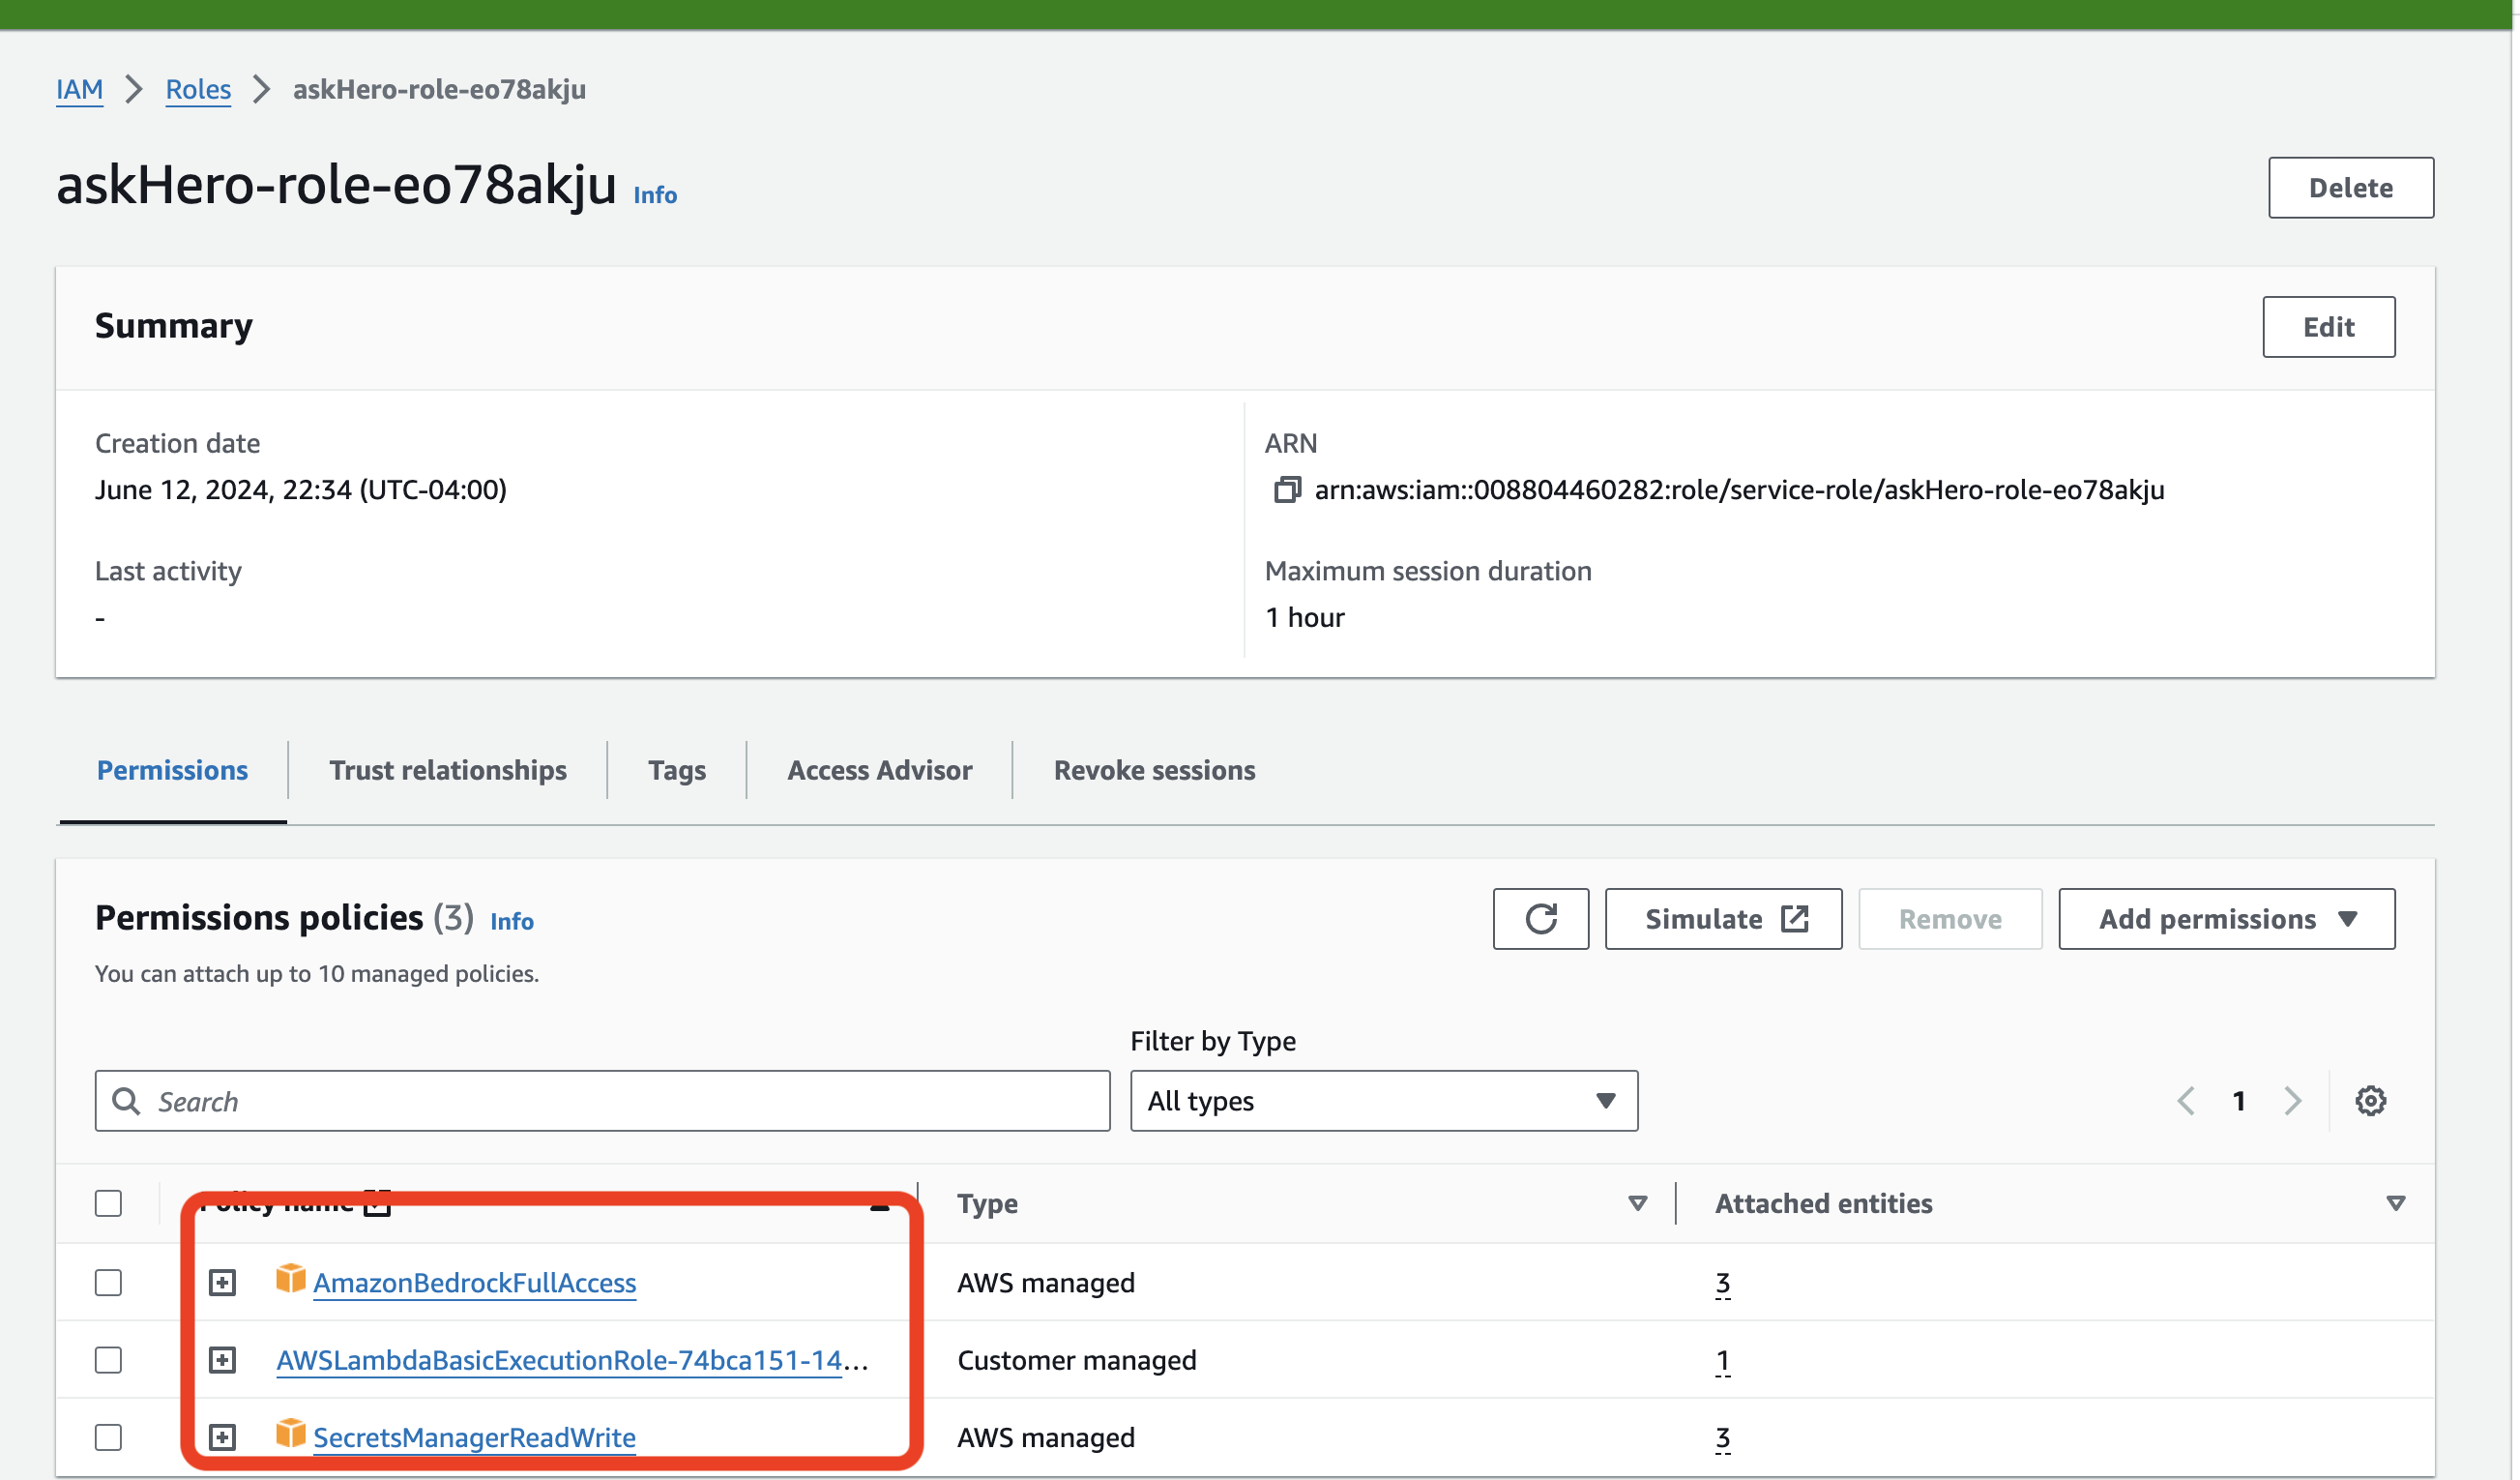 IAM > Roles > askHero-role-eo78akju
askHero-role-eo78akju Info
Delete
Summary
Edit
Creation date
June 12, 2024, 22:34 (UTC-04:00)
ARN
arn:aws:iam::008804460282:role/service-role/askHero-role-eo78akju
Last activity
-
Maximum session duration
1 hour
Permissions Trust relationships Tags Access Advisor Revoke sessions
Permissions policies (3) Info
Simulate Remove Add permissions
You can attach up to 10 managed policies.
Filter by Type
Search All types 1
Policy name Type Attached entities
AmazonBedrockFullAccess AWS managed 3
AWSLambdaBasicExecutionRole-74bca151-14... Customer managed 1
SecretsManagerReadWrite AWS managed 3